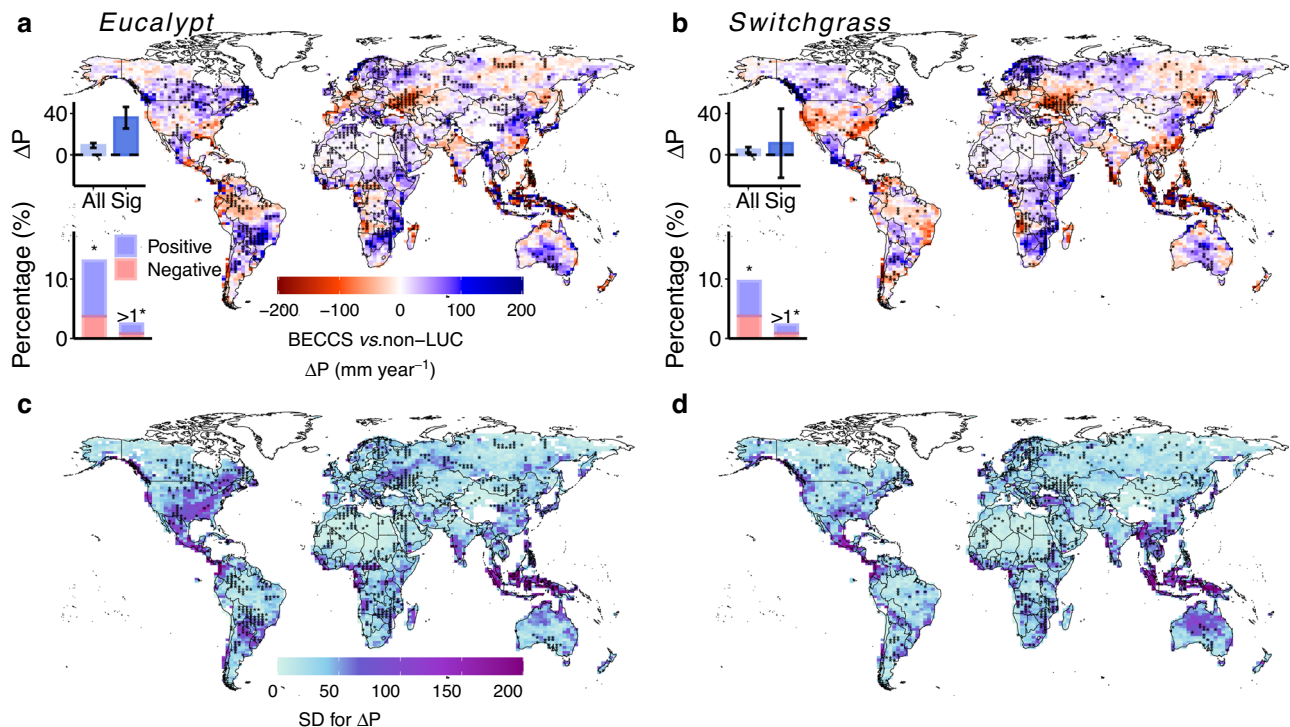 a Eucalypt
b Switchgrass
40
0
ΔP
All Sig
Percentage (%)
10
0
*
>1*
Positive
Negative
−200 −100 0 100 200
BECCS vs.non−LUC
ΔP (mm year⁻¹)
40
0
ΔP
All Sig
Percentage (%)
10
0
*
>1*
c
d
0 50 100 150 200
SD for ΔP